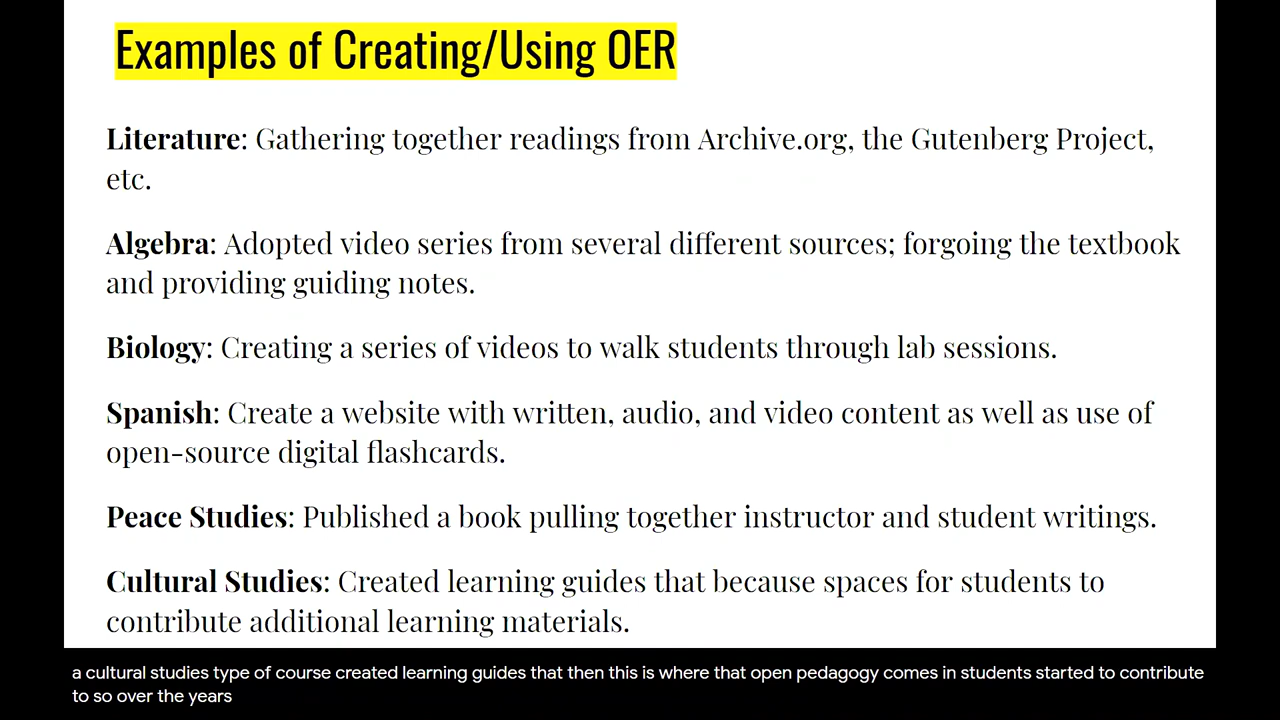 Examples of Creating/Using OER
Literature: Gathering together readings from Archive.org, the Gutenberg Project,
etc.
Algebra: Adopted video series from several different sources; forgoing the textbook
and providing guiding notes.
Biology: Creating a series of videos to walk students through lab sessions.
Spanish: Create a website with written, audio, and video content as well as use of
open-source digital flashcards.
Peace Studies: Published a book pulling together instructor and student writings.
Cultural Studies: Created learning guides that because spaces for students to
contribute additional learning materials.
a cultural studies type of course created learning guides that then this is where that open pedagogy comes in students started to contribute
to so over the years